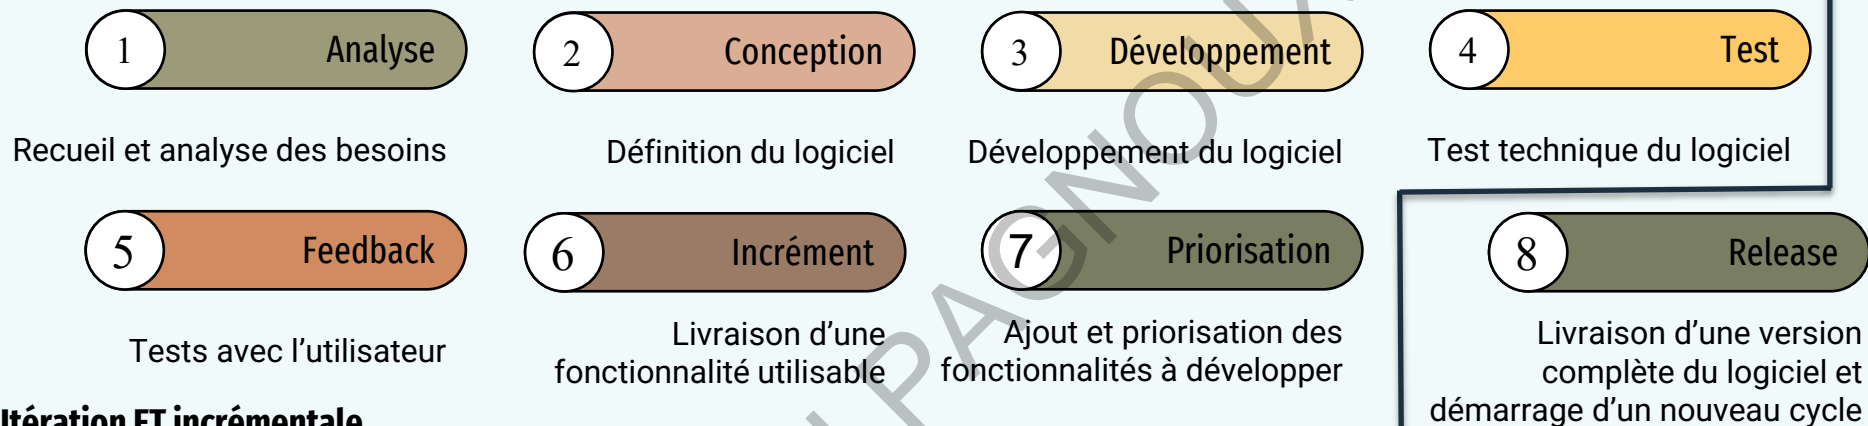 1 Analyse
2 Conception
3 Développement
4 Test
Recueil et analyse des besoins
Définition du logiciel
Développement du logiciel
Test technique du logiciel
5 Feedback
6 Incrément
7 Priorisation
8 Release
Tests avec l'utilisateur
Livraison d'une
fonctionnalité utilisable
Ajout et priorisation des
fonctionnalités à développer
Livraison d'une version
complète du logiciel et
démarrage d'un nouveau cycle
Itération ET incrémentale
PAGNOUX